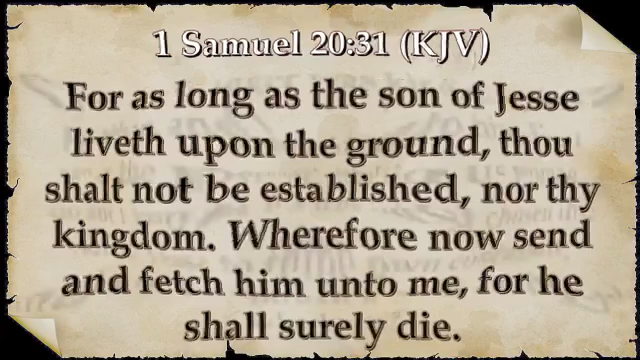 1 Samuel 20:31 (KJV)
For as long as the son of Jesse
liveth upon the ground, thou
shalt not be established, nor thy
kingdom. Wherefore now send
and fetch him unto me, for he
shall surely die.